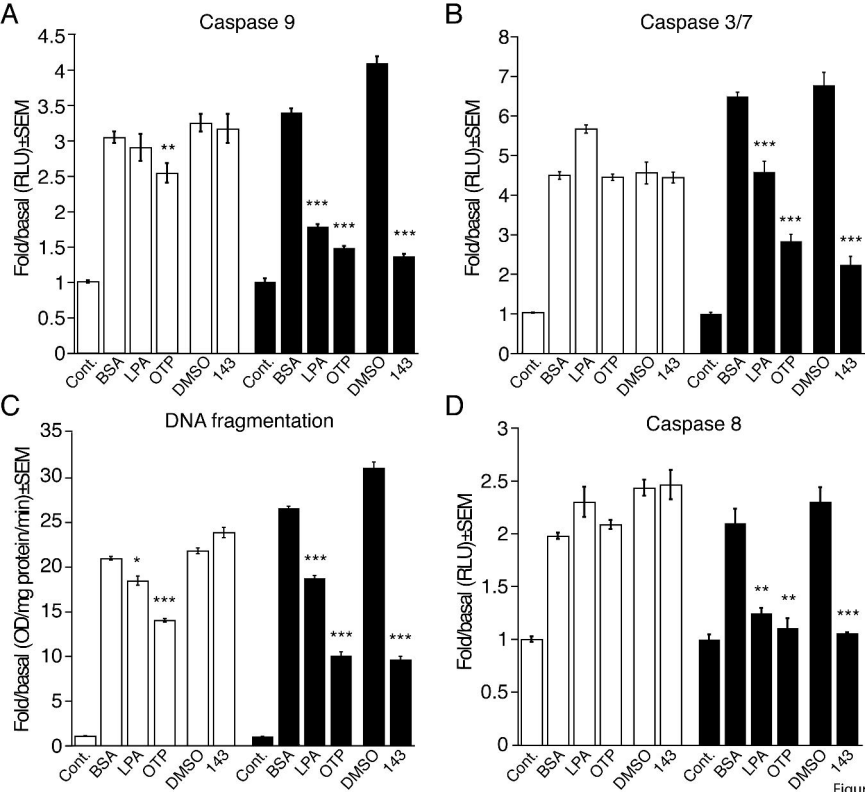 A
Caspase 9
Fold/basal (RLU)±SEM
4.5
4
3.5
3
2.5
2
1.5
1
0.5
0
**
***
***
***
Cont.
BSA
LPA
OTP
DMSO
143
Cont.
BSA
LPA
OTP
DMSO
143
B
Caspase 3/7
Fold/basal (RLU)±SEM
8
7
6
5
4
3
2
1
0
***
***
***
Cont.
BSA
LPA
OTP
DMSO
143
Cont.
BSA
LPA
OTP
DMSO
143
C
DNA fragmentation
Fold/basal (OD/mg protein/min)±SEM
35
30
25
20
15
10
5
0
*
***
***
***
***
Cont.
BSA
LPA
OTP
DMSO
143
Cont.
BSA
LPA
OTP
DMSO
143
D
Caspase 8
Fold/basal (RLU)±SEM
3
2.5
2
1.5
1
0.5
0
**
**
***
Cont.
BSA
LPA
OTP
DMSO
143
Cont.
BSA
LPA
OTP
DMSO
143
Figu